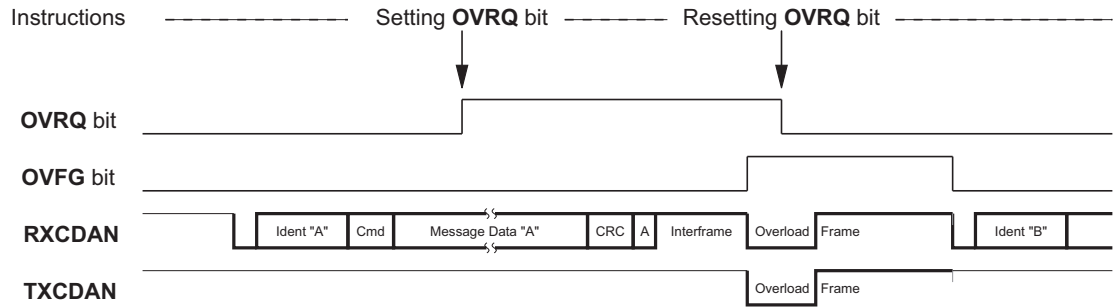 Instructions Setting OVRQ bit Resetting OVRQ bit
OVRQ bit
OVFG bit
RXCDAN Ident "A" Cmd Message Data "A" CRC A Interframe Overload Frame Ident "B"
TXCDAN Overload Frame